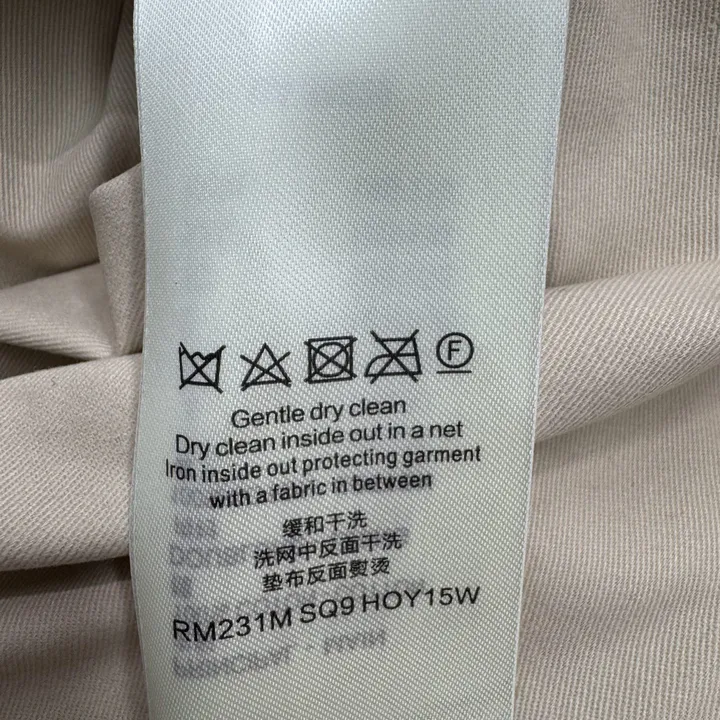 F
Gentle dry clean
Dry clean inside out in a net
Iron inside out protecting garment
with a fabric in between
缓和干洗
洗网中反面干洗
垫布反面熨烫
RM231M SQ9 HOY15W